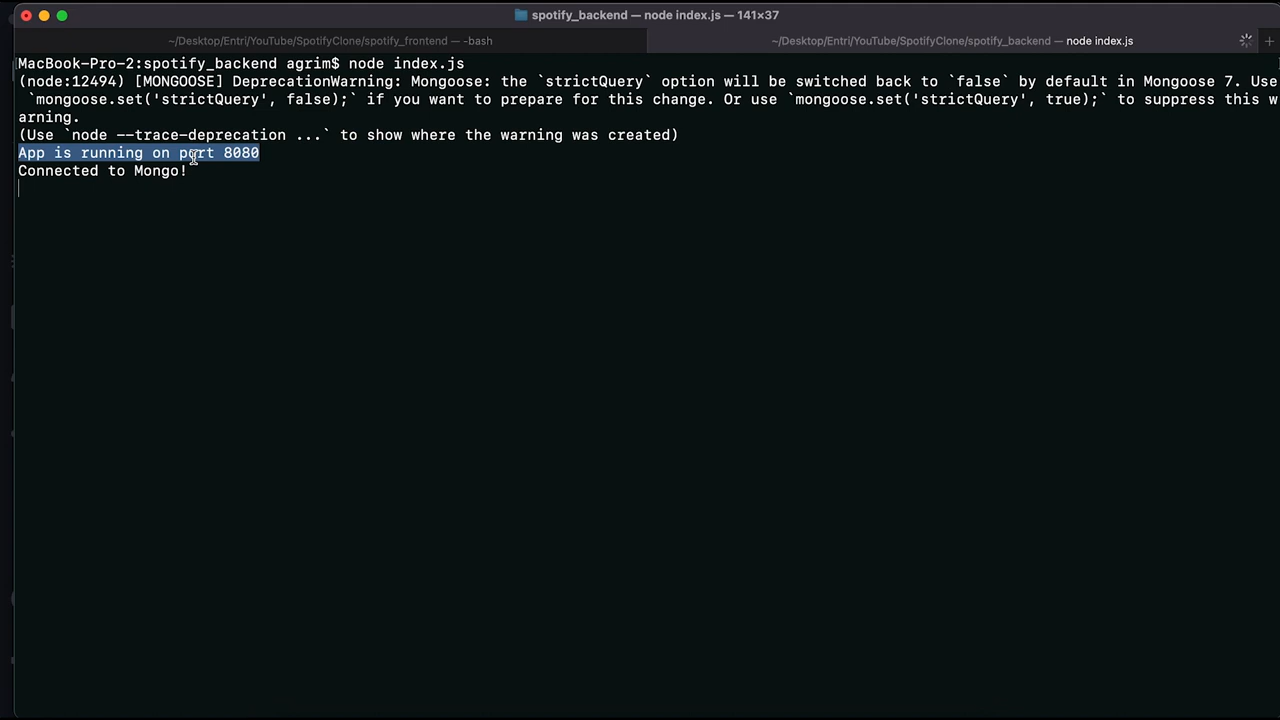 spotify_backend — node index.js — 141×37
~/Desktop/Entri/YouTube/SpotifyClone/spotify_frontend — -bash
~/Desktop/Entri/YouTube/SpotifyClone/spotify_backend — node index.js
MacBook-Pro-2:spotify_backend agrim$ node index.js
(node:12494) [MONGOOSE] DeprecationWarning: Mongoose: the `strictQuery` option will be switched back to `false` by default in Mongoose 7. Use
`mongoose.set('strictQuery', false);` if you want to prepare for this change. Or use `mongoose.set('strictQuery', true);` to suppress this w
arning.
(Use `node --trace-deprecation ...` to show where the warning was created)
App is running on port 8080
Connected to Mongo!